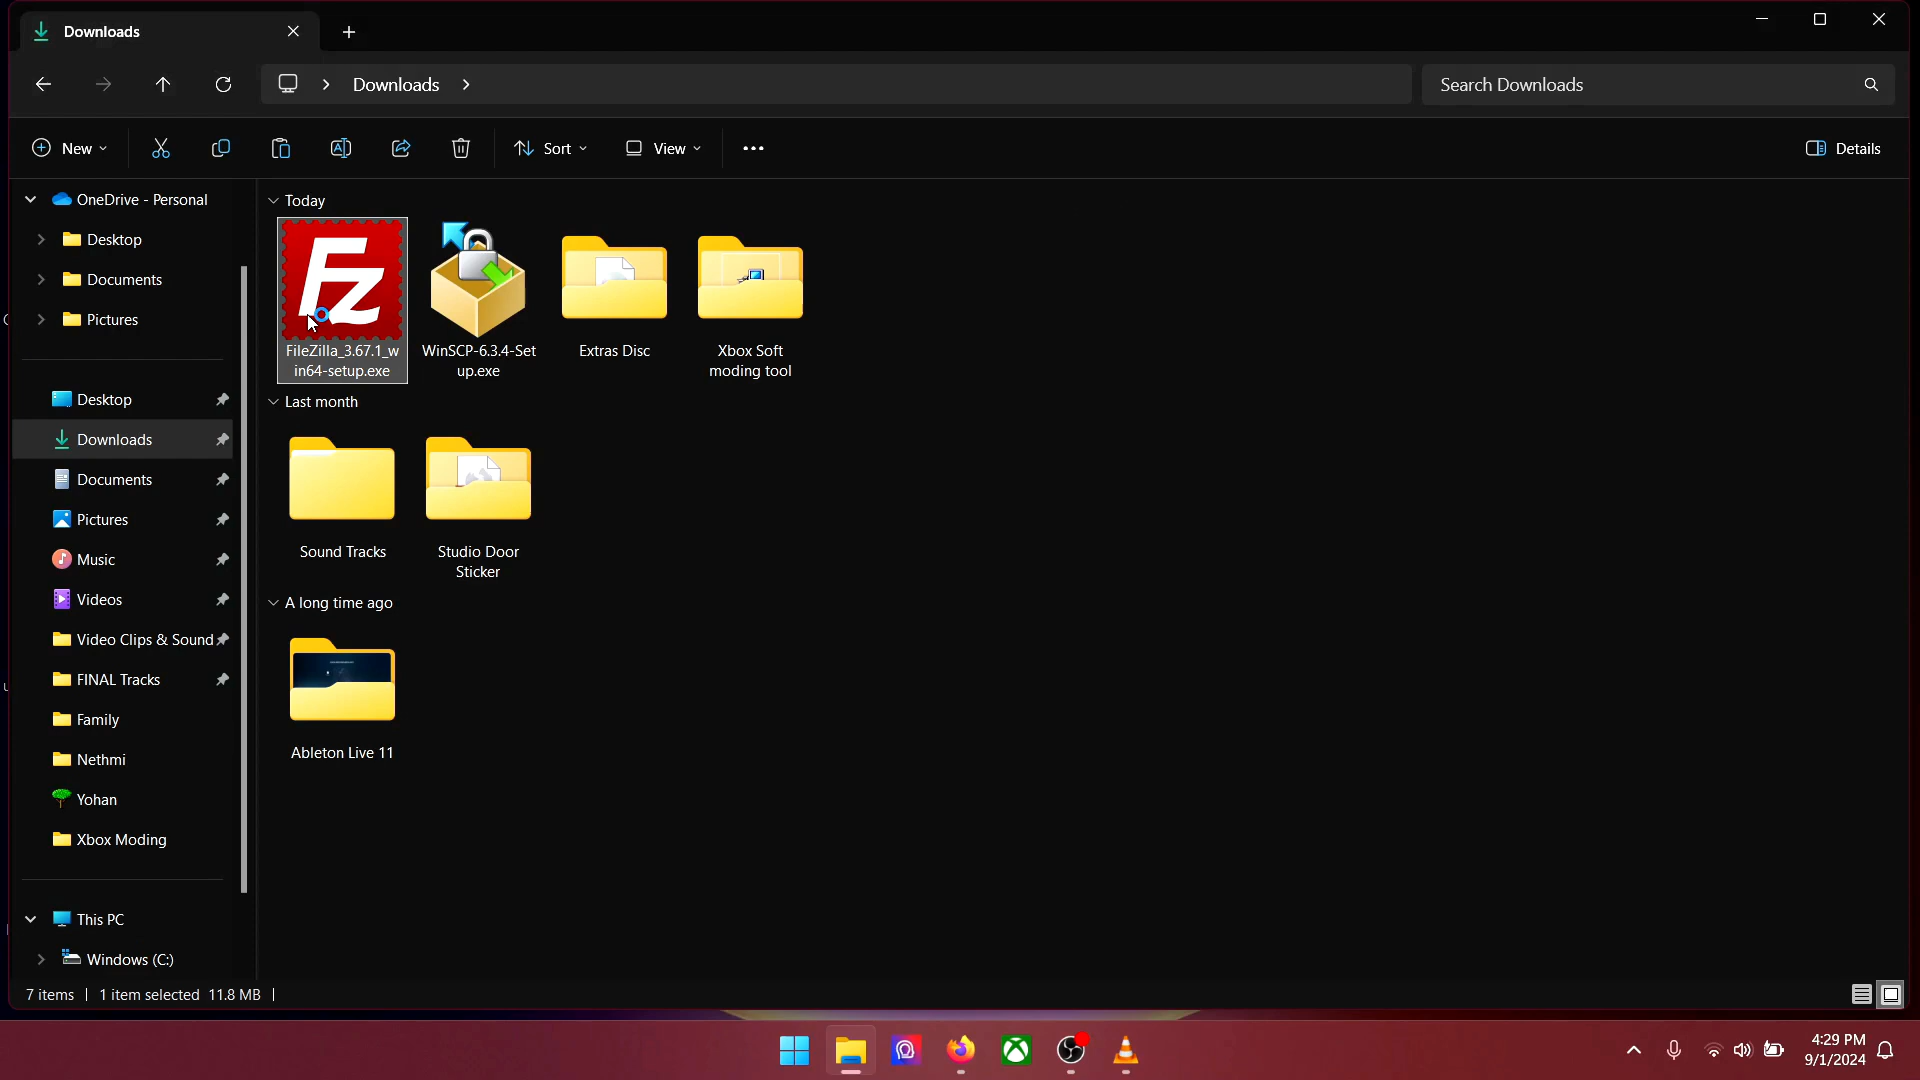 Downloads
Downloads
Search Downloads
New
Sort
View
Details
OneDrive - Personal
Desktop
Documents
Pictures
Desktop
Downloads
Documents
Pictures
Music
Videos
Video Clips & Sound
FINAL Tracks
Family
Nethmi
Yohan
Xbox Moding
This PC
Windows (C:)
Today
Fz
FileZilla_3.67.1_w
in64-setup.exe
WinSCP-6.3.4-Set
up.exe
Extras Disc
Xbox Soft
moding tool
Last month
Sound Tracks
Studio Door
Sticker
A long time ago
Ableton Live 11
7 items
1 item selected 11.8 MB
4:29 PM
9/1/2024